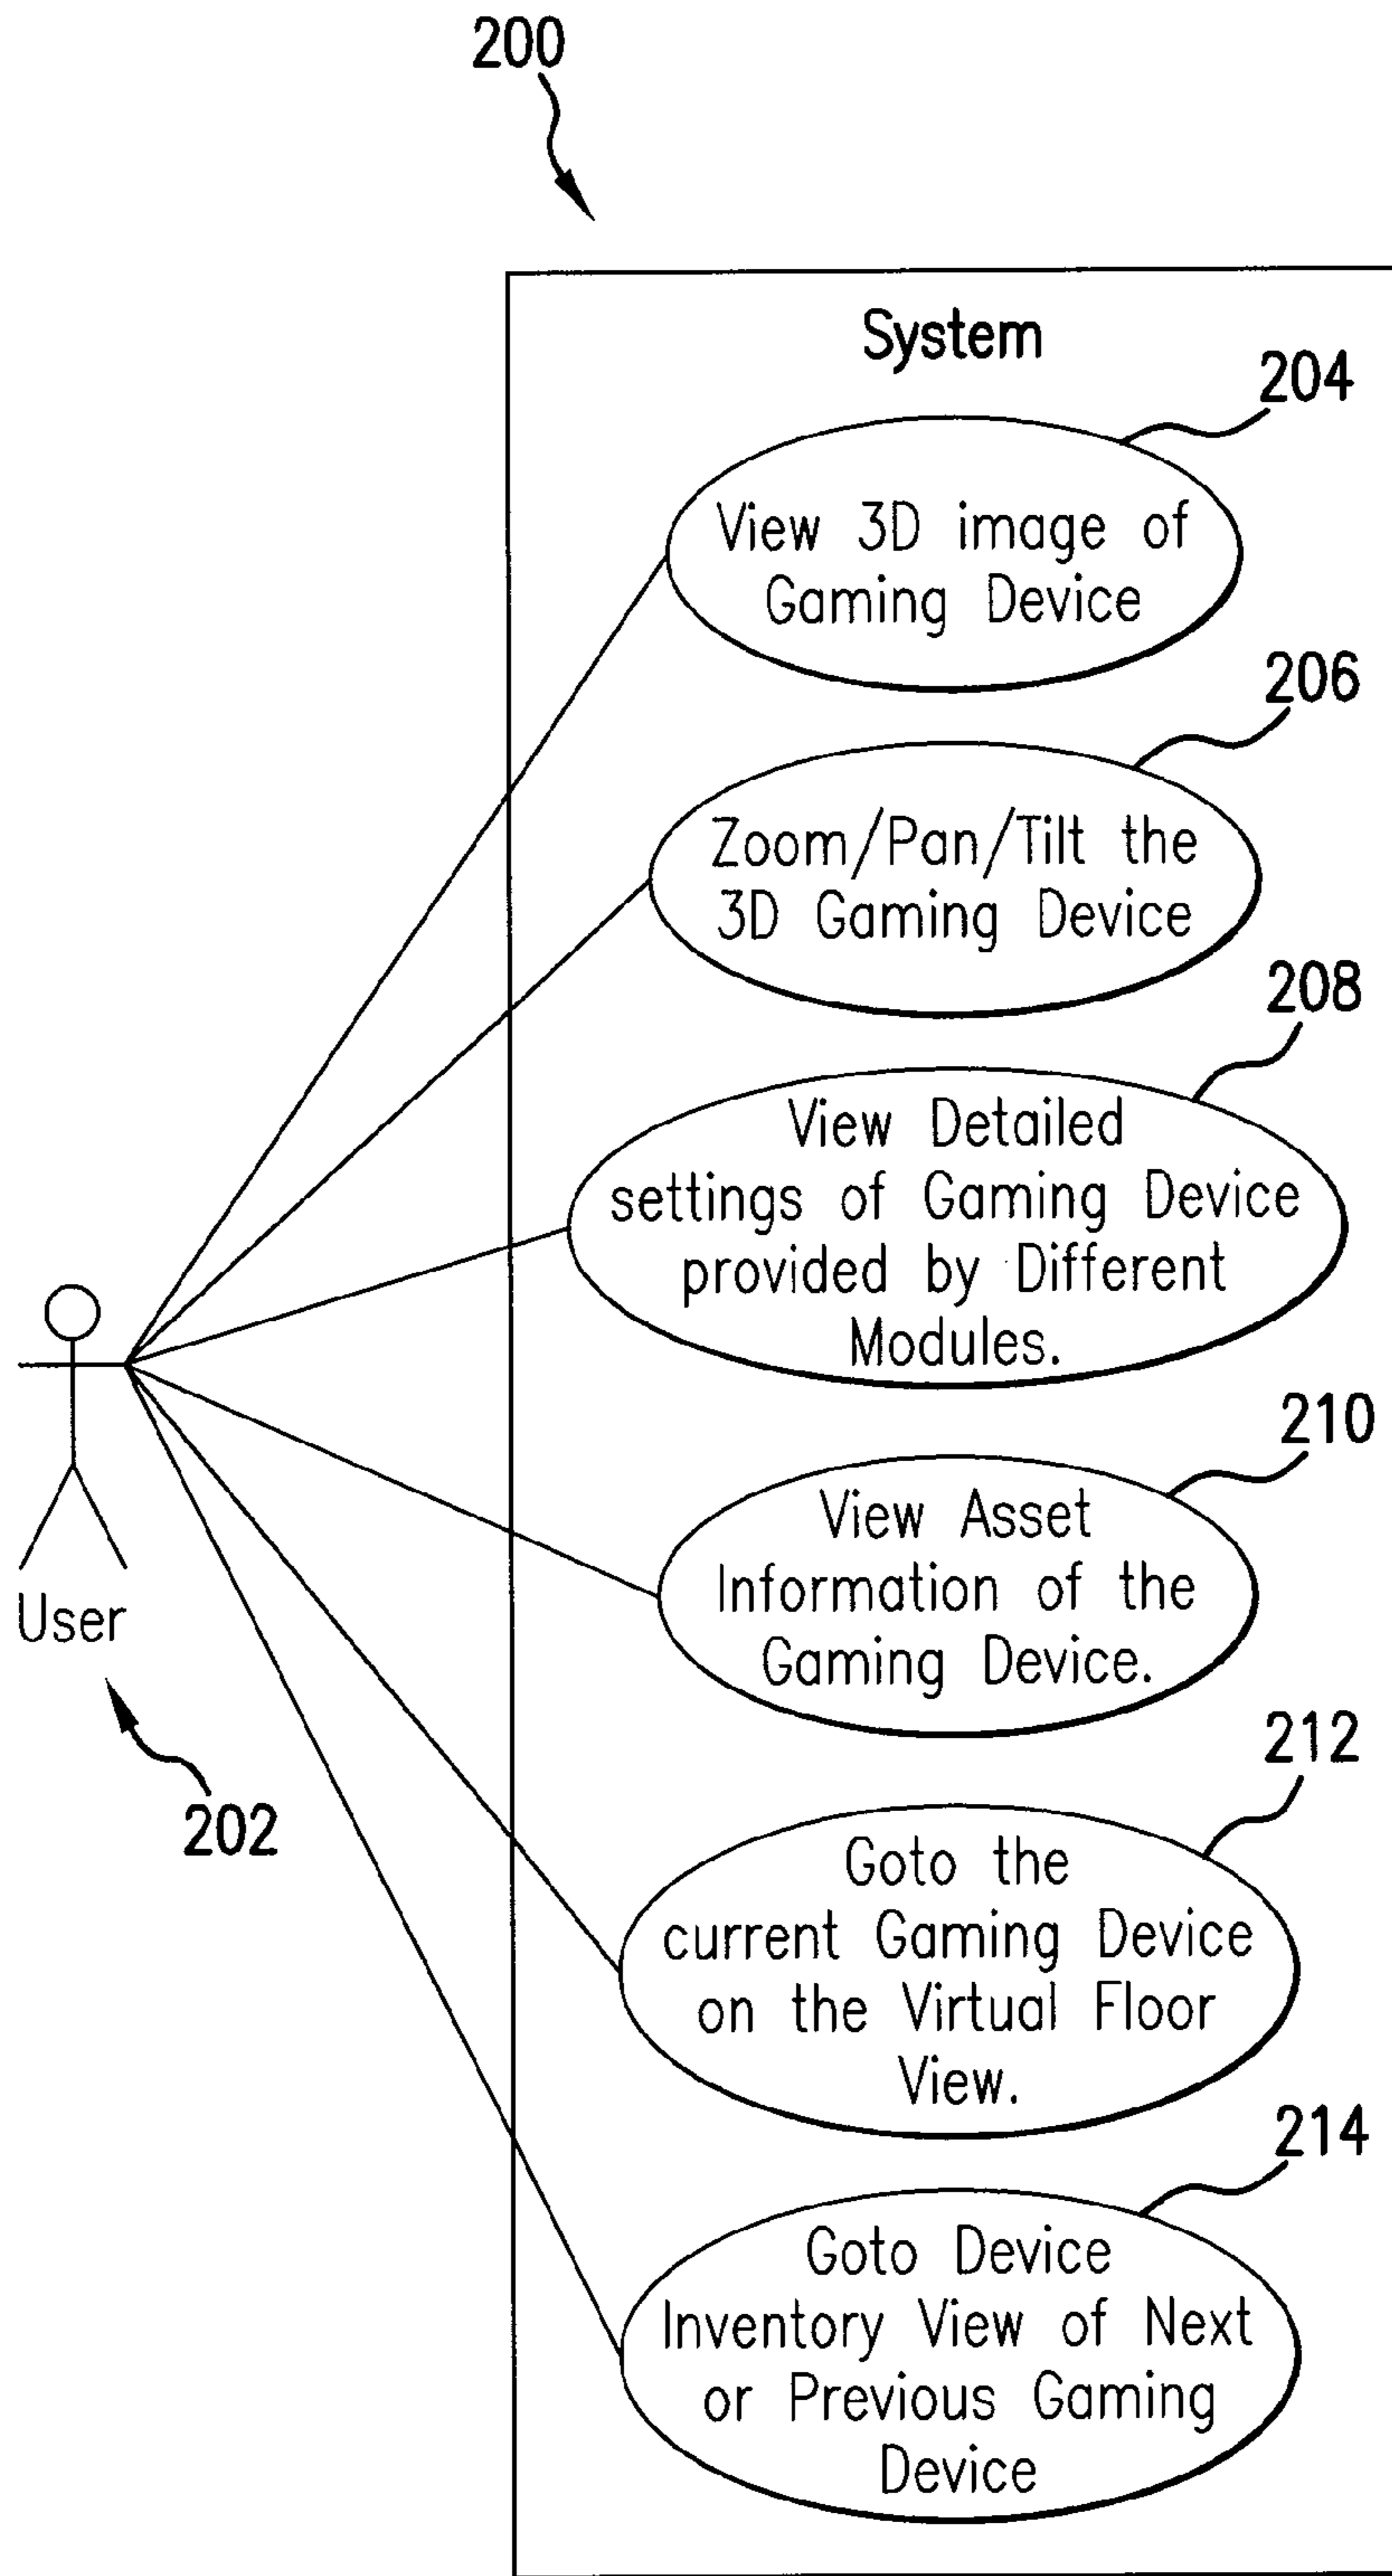 200
System
204
View 3D image of
Gaming Device
206
Zoom/Pan/Tilt the
3D Gaming Device
208
View Detailed
settings of Gaming Device
provided by Different
Modules.
210
View Asset
Information of the
Gaming Device.
User
202
212
Goto the
current Gaming Device
on the Virtual Floor
View.
214
Goto Device
Inventory View of Next
or Previous Gaming
Device